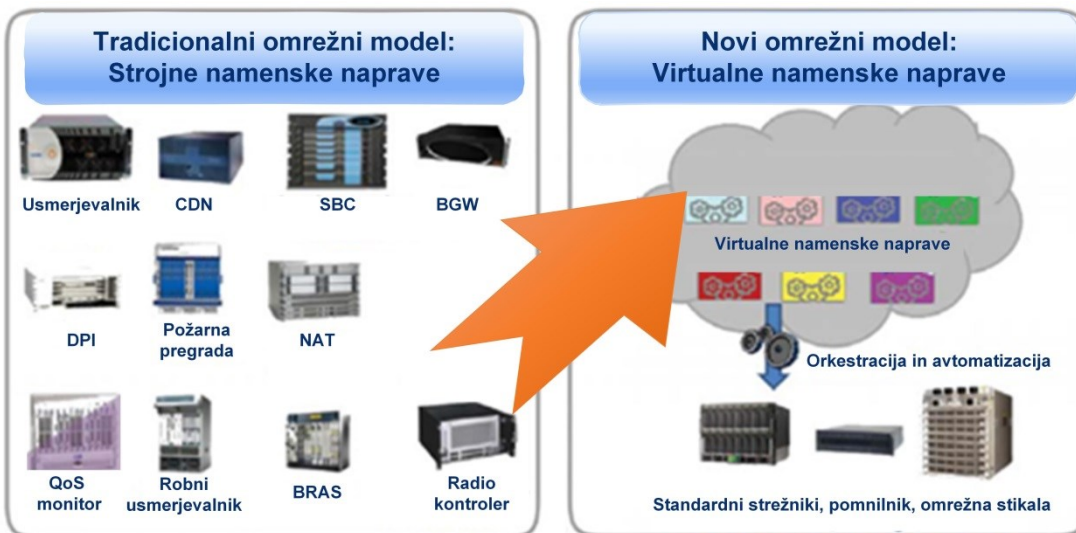 Tradicionalni omrežni model:
Strojne namenske naprave
Usmerjevalnik
CDN
SBC
BGW
DPI
Požarna
pregrada
NAT
QoS
monitor
Robni
usmerjevalnik
BRAS
Radio
kontroler
Novi omrežni model:
Virtualne namenske naprave
Virtualne namenske naprave
Orkestracija in avtomatizacija
Standardni strežniki, pomnilnik, omrežna stikala